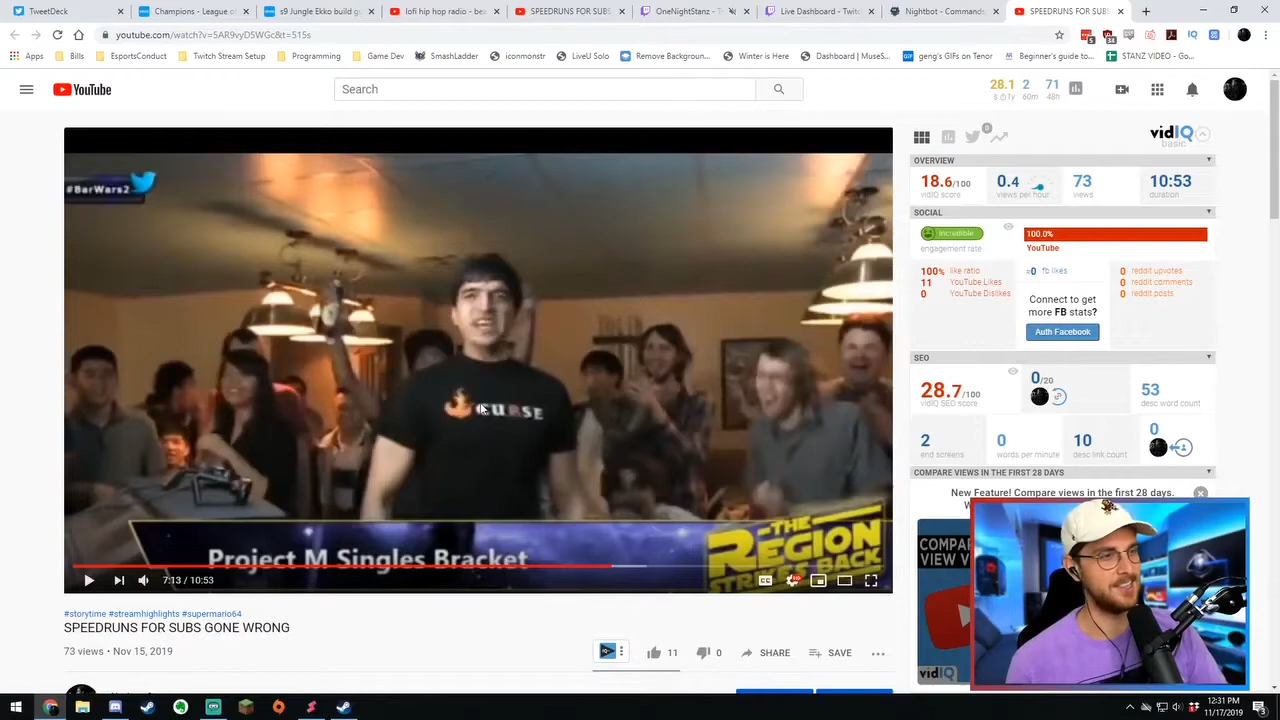 TweetDeck
Champions - League of
s9 Jungle Ekko build g
lofi hip hop radio - bea
SPEEDRUNS FOR SUBS
OneNightStanz - Tw
Live Dashboard - Twitc
Nightbot - Commands
SPEEDRUNS FOR SUBS
youtube.com/watch?v=5AR9vyD5WGc&t=515s
Apps
Bills
EsportsConduct
Twitch Stream Setup
Programming
Game Dev
SmashLadder
iconmonstr
LiveU Solo
Remove Backgroun...
Winter is Here
Dashboard | MuseS...
geng's GIFs on Tenor
Beginner's guide to...
STANZ VIDEO - Go...
YouTube
Search
28.1 2 71
1y 60m 48h
vidIQ
basic
#BarWars2
OVERVIEW
18.6/100 0.4 73 10:53
vidIQ score views per hour views duration
SOCIAL
incredible
engagement rate
100.0%
YouTube
100% like ratio
11 YouTube Likes
0 YouTube Dislikes
≈0 fb likes
Connect to get
more FB stats?
Auth Facebook
0 reddit upvotes
0 reddit comments
0 reddit posts
SEO
28.7/100
vidIQ SEO score
0/20
53
desc word count
2
end screens
0
words per minute
10
desc link count
0
COMPARE VIEWS IN THE FIRST 28 DAYS
New Feature! Compare views in the first 28 days.
COMPAR
VIEW V
vidIQ
Project M Singles Bracket
THE
REGION
STRIKES BACK
7:13 / 10:53
#storytime #streamhighlights #supermario64
SPEEDRUNS FOR SUBS GONE WRONG
73 views • Nov 15, 2019
11
0
SHARE
SAVE
12:31 PM
11/17/2019